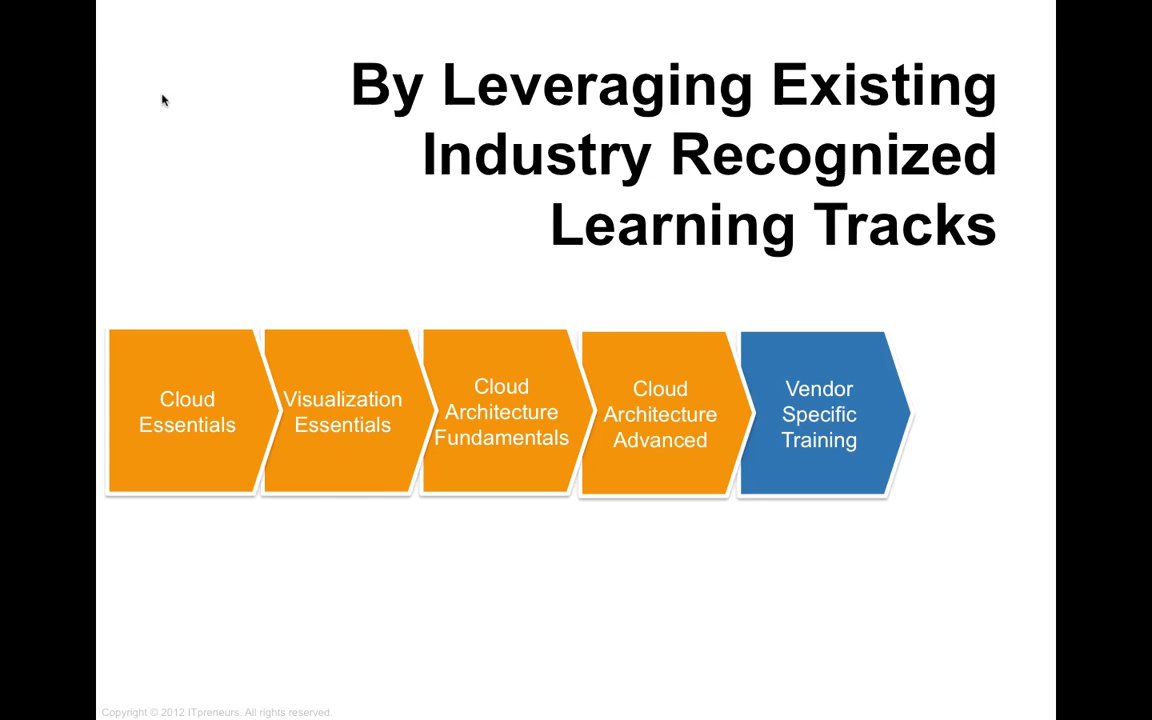 By Leveraging Existing
Industry Recognized
Learning Tracks
Cloud
Essentials
Visualization
Essentials
Cloud
Architecture
Fundamentals
Cloud
Architecture
Advanced
Vendor
Specific
Training
Copyright © 2012 ITpreneurs. All rights reserved.